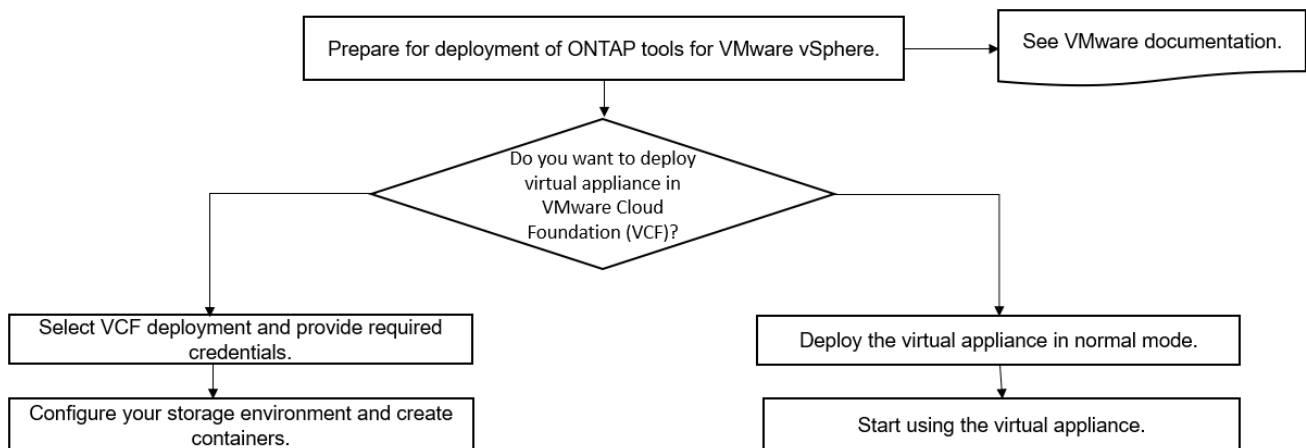 Prepare for deployment of ONTAP tools for VMware vSphere.
See VMware documentation.
Do you want to deploy
virtual appliance in
VMware Cloud
Foundation (VCF)?
Select VCF deployment and provide required
credentials.
Deploy the virtual appliance in normal mode.
Configure your storage environment and create
containers.
Start using the virtual appliance.